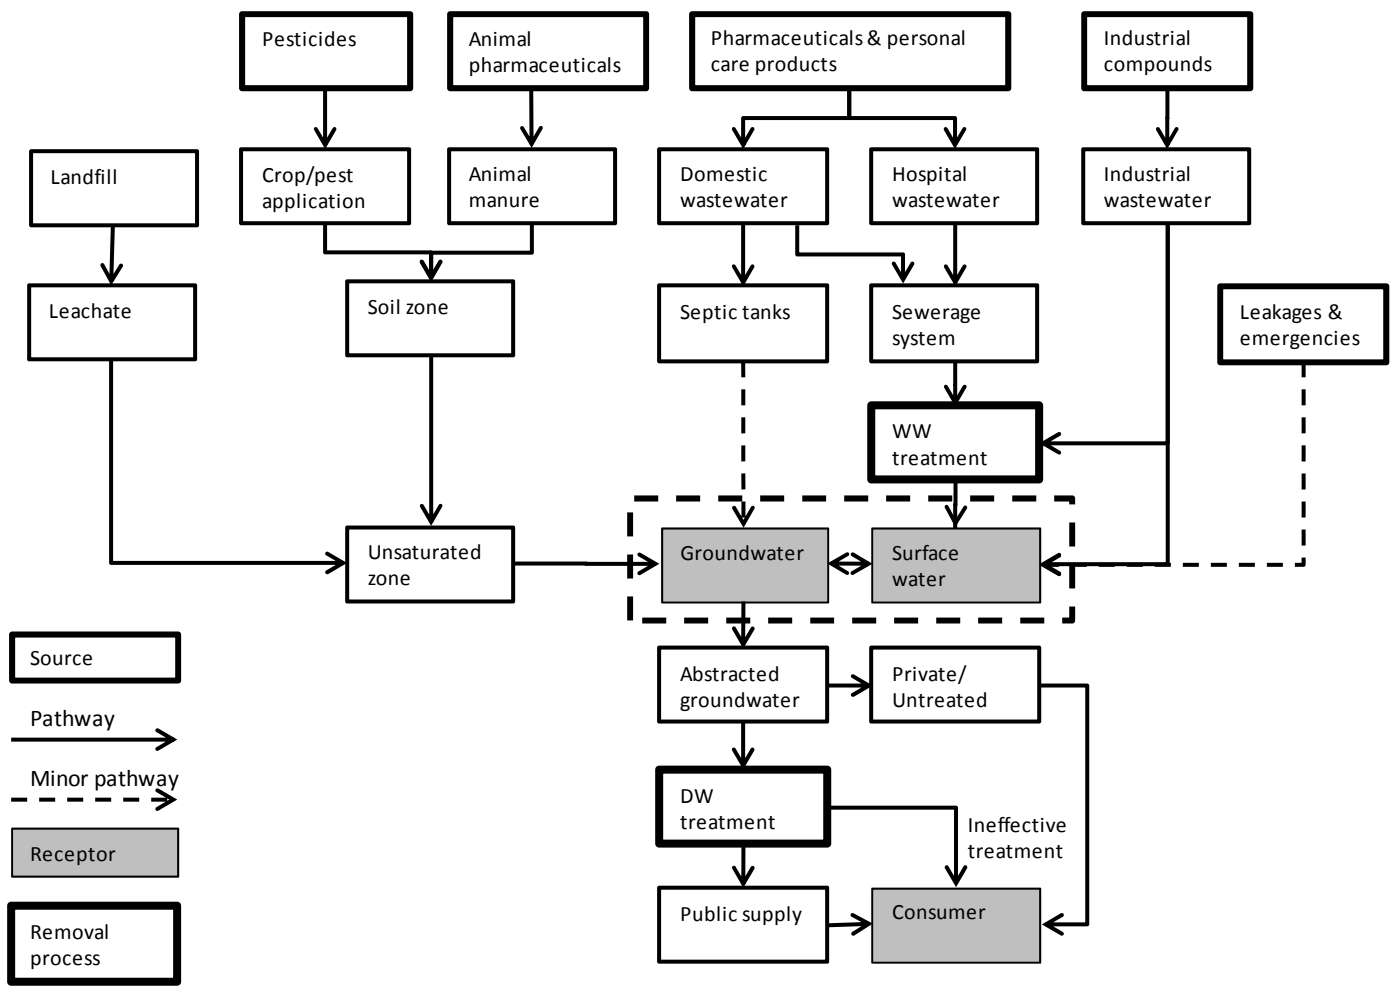 Pesticides
Animal
pharmaceuticals
Pharmaceuticals & personal
care products
Industrial
compounds
Landfill
Crop/pest
application
Animal
manure
Domestic
wastewater
Hospital
wastewater
Industrial
wastewater
Leachate
Soil zone
Septic tanks
Sewerage
system
Leakages &
emergencies
WW
treatment
Unsaturated
zone
Groundwater
Surface
water
Source
Abstracted
groundwater
Private/
Untreated
Pathway
Minor pathway
DW
treatment
Ineffective
treatment
Receptor
Public supply
Consumer
Removal
process